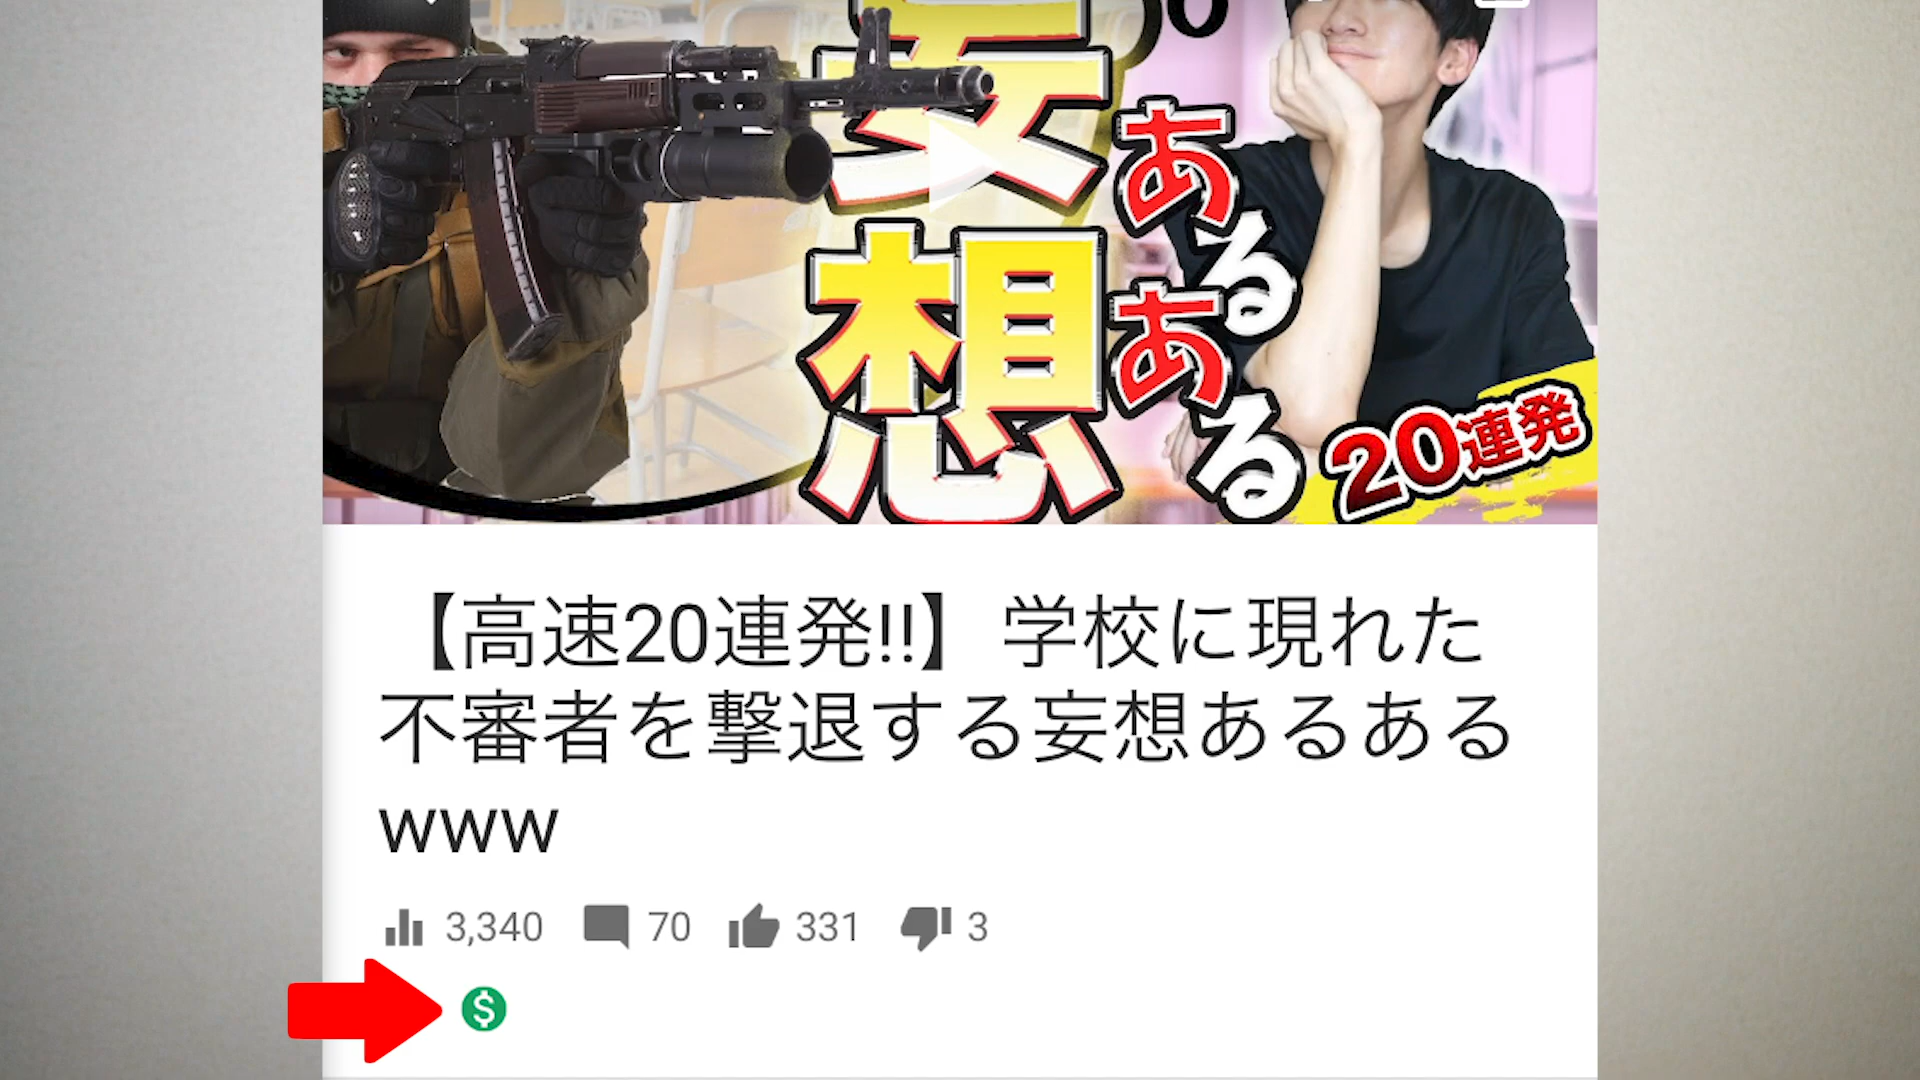 妄想
あるある
20連発
【高速20連発!!】 学校に現れた
不審者を撃退する妄想あるある
www
3,340 70 331 3
$